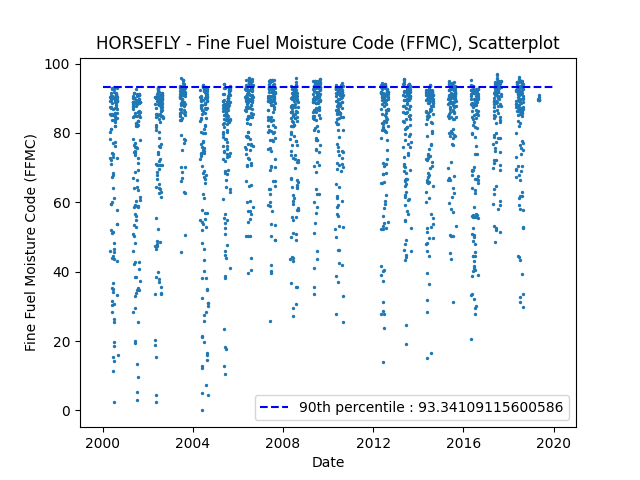 HORSEFLY - Fine Fuel Moisture Code (FFMC), Scatterplot
Fine Fuel Moisture Code (FFMC)
100
80
60
40
20
0
90th percentile : 93.34109115600586
2000 2004 2008 2012 2016 2020
Date